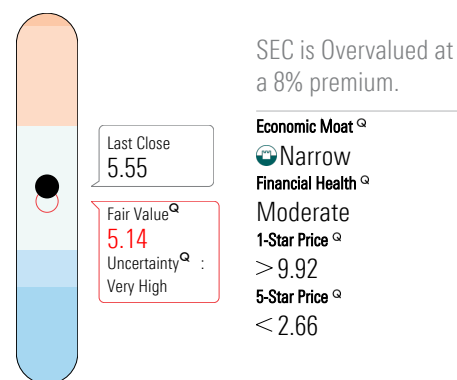 SEC is Overvalued at
a 8% premium.
Last Close
5.55
Fair Value Q
5.14
Uncertainty Q :
Very High
Economic Moat Q
Narrow
Financial Health Q
Moderate
1-Star Price Q
>9.92
5-Star Price Q
<2.66